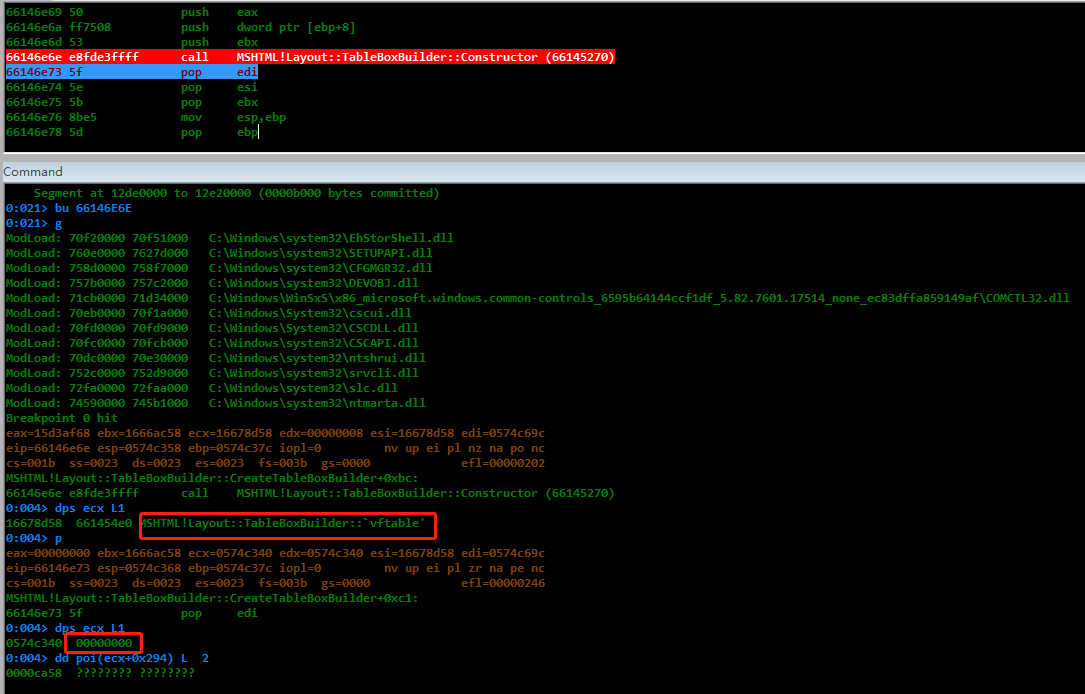 66146e69 50 push eax
66146e6a ff7508 push dword ptr [ebp+8]
66146e6d 53 push ebx
66146e6e e8fde3ffff call MSHTML!Layout::TableBoxBuilder::Constructor (66145270)
66146e73 5f pop edi
66146e74 5e pop esi
66146e75 5b pop ebx
66146e76 8be5 mov esp,ebp
66146e78 5d pop ebp
Command
Segment at 12de0000 to 12e20000 (0000b000 bytes committed)
0:021> bu 66146E6E
0:021> g
ModLoad: 70f20000 70f51000 C:\Windows\system32\EhStorShell.dll
ModLoad: 760e0000 7627d000 C:\Windows\system32\SETUPAPI.dll
ModLoad: 758d0000 758f7000 C:\Windows\system32\CFGMGR32.dll
ModLoad: 757b0000 757c2000 C:\Windows\system32\DEVOBJ.dll
ModLoad: 71cb0000 71d34000 C:\Windows\WinSxS\x86_microsoft.windows.common-controls_6595b64144ccf1df_5.82.7601.17514_none_ec83dffa859149af\COMCTL32.dll
ModLoad: 70eb0000 70f1a000 C:\Windows\System32\cscui.dll
ModLoad: 70fd0000 70fd9000 C:\Windows\System32\CSCDLL.dll
ModLoad: 70fc0000 70fcb000 C:\Windows\system32\CSCAPI.dll
ModLoad: 70dc0000 70e30000 C:\Windows\system32\ntshrui.dll
ModLoad: 752c0000 752d9000 C:\Windows\system32\srvcli.dll
ModLoad: 72fa0000 72faa000 C:\Windows\system32\slc.dll
ModLoad: 74590000 745b1000 C:\Windows\system32\ntmarta.dll
Breakpoint 0 hit
eax=15d3af68 ebx=1666ac58 ecx=16678d58 edx=00000008 esi=16678d58 edi=0574c69c
eip=66146e6e esp=0574c358 ebp=0574c37c iopl=0 nv up ei pl nz na po nc
cs=001b ss=0023 ds=0023 es=0023 fs=003b gs=0000 efl=00000202
MSHTML!Layout::TableBoxBuilder::CreateTableBoxBuilder+0xbc:
66146e6e e8fde3ffff call MSHTML!Layout::TableBoxBuilder::Constructor (66145270)
0:004> dps ecx L1
16678d58 661454e0 MSHTML!Layout::TableBoxBuilder::`vftable'
0:004> p
eax=00000000 ebx=1666ac58 ecx=0574c340 edx=0574c340 esi=16678d58 edi=0574c69c
eip=66146e73 esp=0574c368 ebp=0574c37c iopl=0 nv up ei pl zr na pe nc
cs=001b ss=0023 ds=0023 es=0023 fs=003b gs=0000 efl=00000246
MSHTML!Layout::TableBoxBuilder::CreateTableBoxBuilder+0xc1:
66146e73 5f pop edi
0:004> dps ecx L1
0574c340 00000000
0:004> dd poi(ecx+0x294) L 2
0000ca58 ???????? ????????